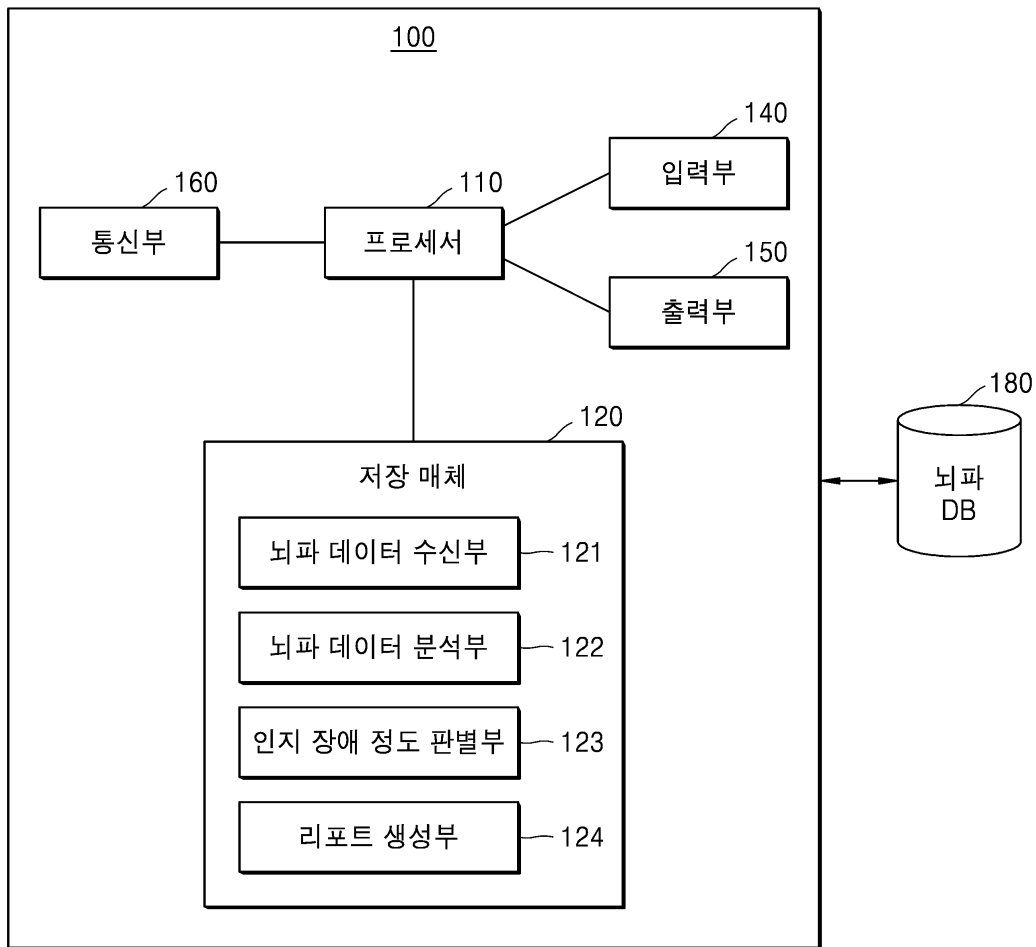 100
140
입력부
160
통신부
110
프로세서
150
출력부
180
뇌파
DB
120
저장 매체
뇌파 데이터 수신부
121
뇌파 데이터 분석부
122
인지 장애 정도 판별부
123
리포트 생성부
124